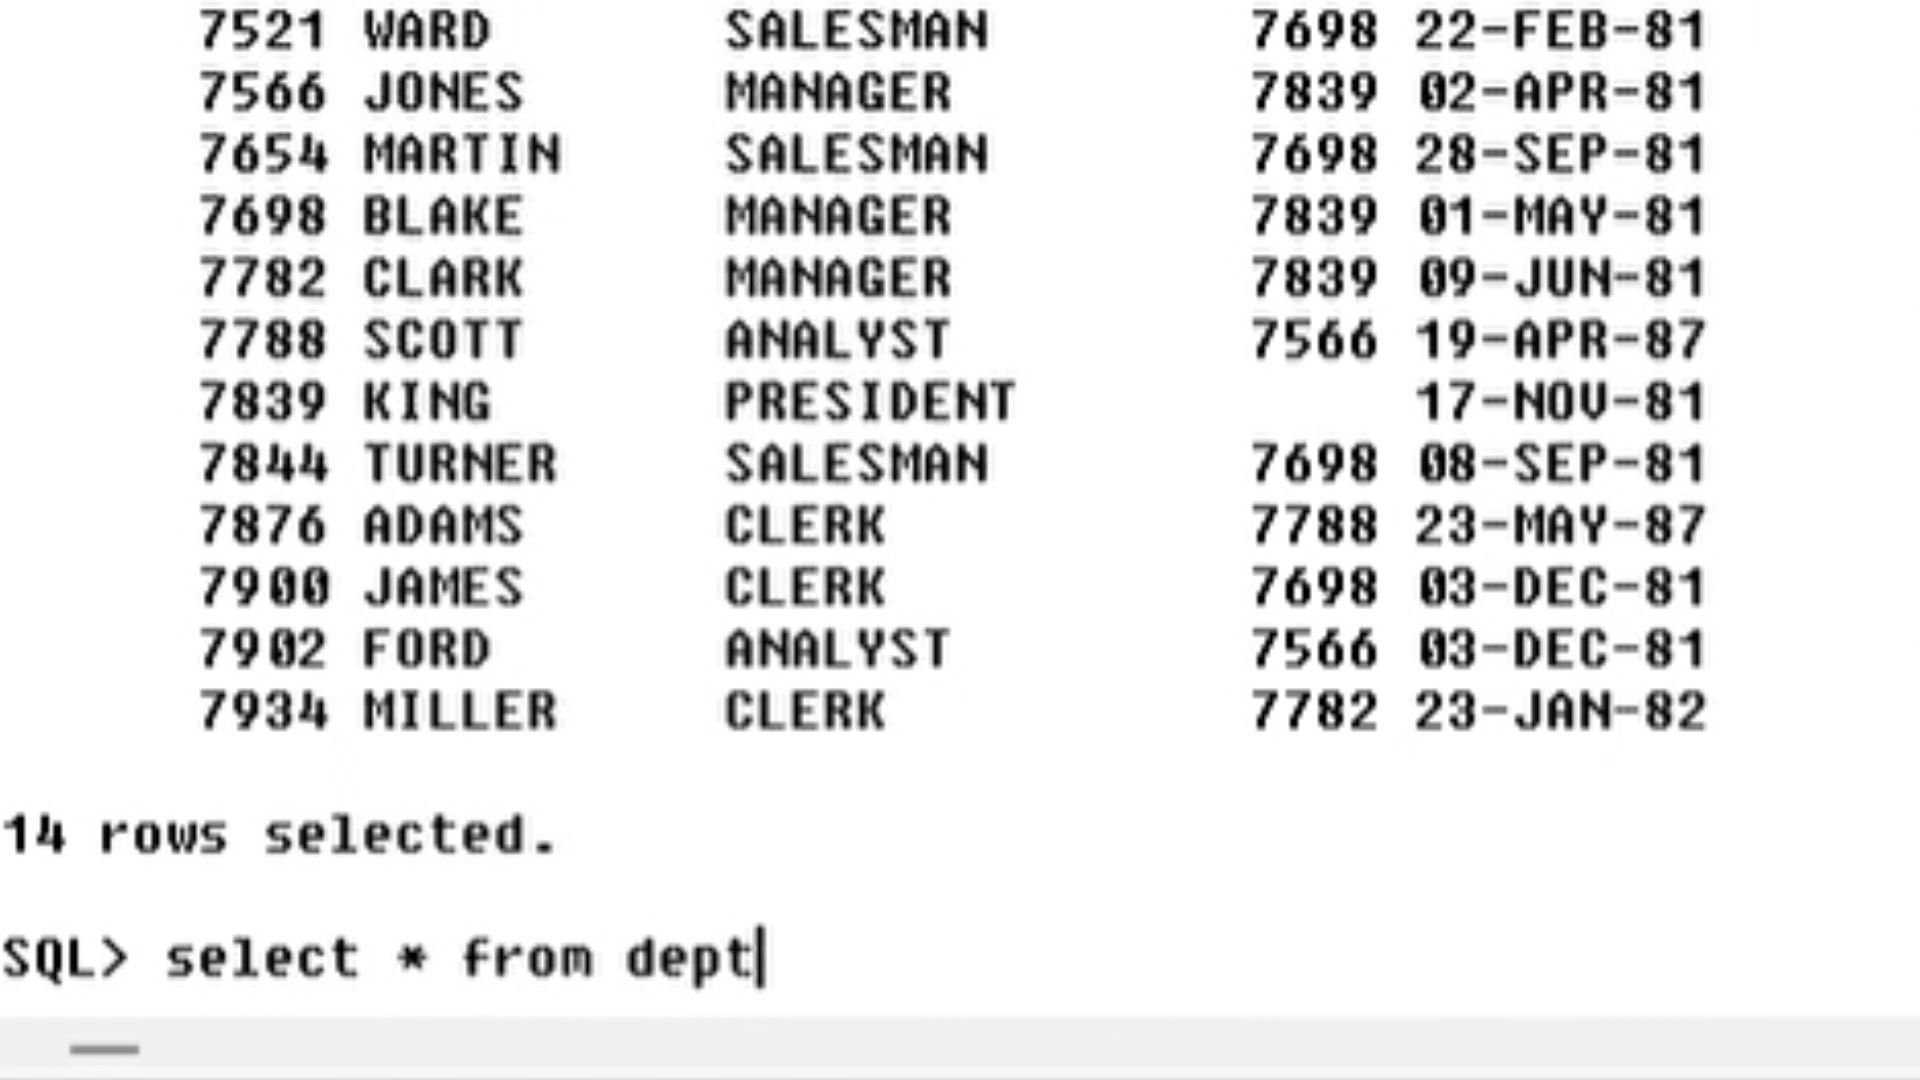 7521 WARD SALESMAN 7698 22-FEB-81
7566 JONES MANAGER 7839 02-APR-81
7654 MARTIN SALESMAN 7698 28-SEP-81
7698 BLAKE MANAGER 7839 01-MAY-81
7782 CLARK MANAGER 7839 09-JUN-81
7788 SCOTT ANALYST 7566 19-APR-87
7839 KING PRESIDENT 17-NOV-81
7844 TURNER SALESMAN 7698 08-SEP-81
7876 ADAMS CLERK 7788 23-MAY-87
7900 JAMES CLERK 7698 03-DEC-81
7902 FORD ANALYST 7566 03-DEC-81
7934 MILLER CLERK 7782 23-JAN-82
14 rows selected.
SQL> select * from dept